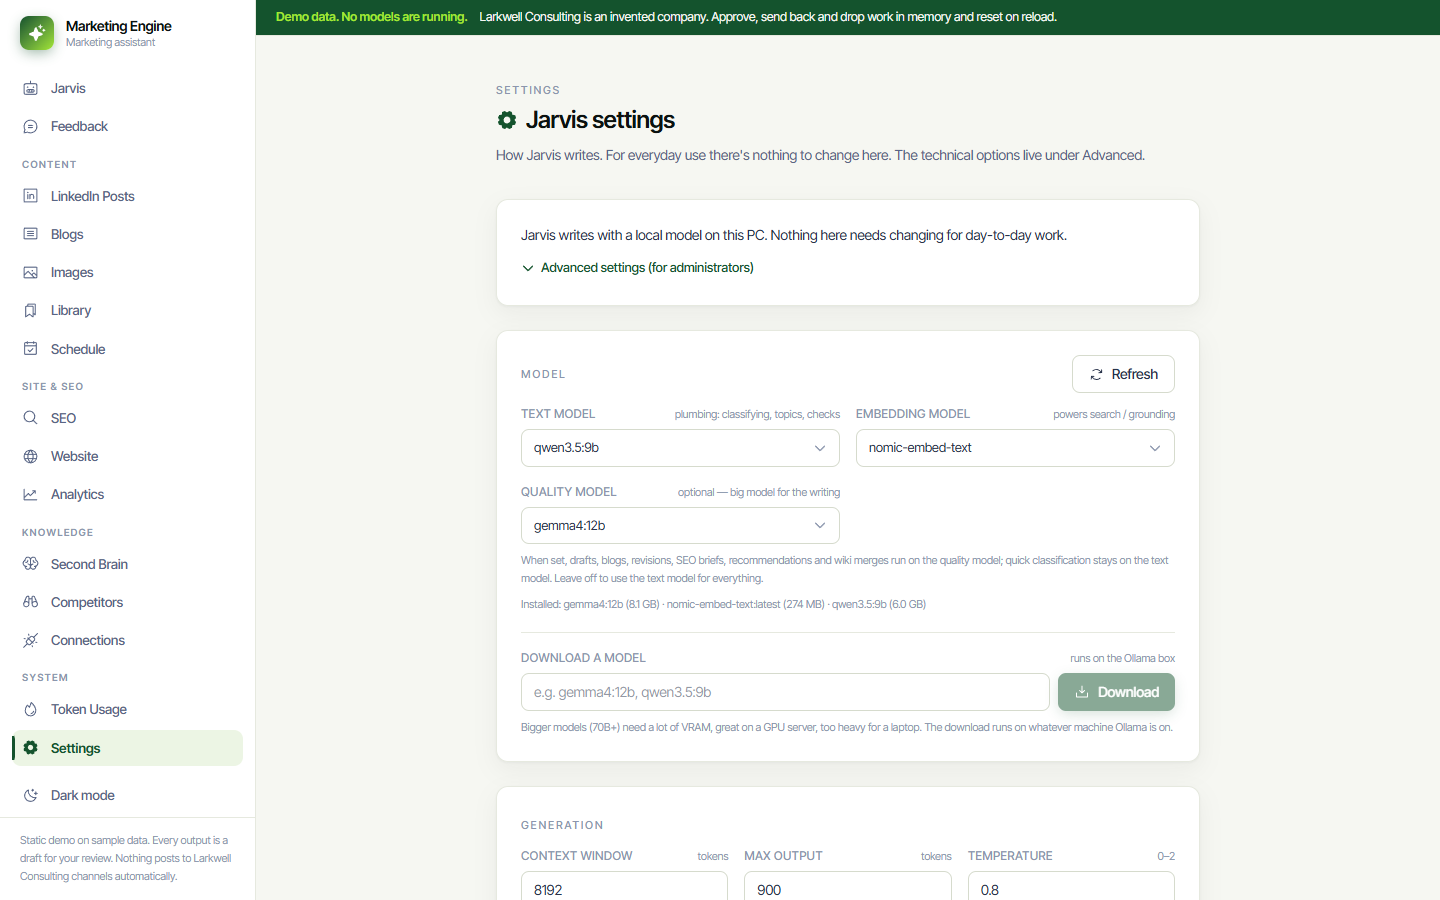 Marketing Engine
Marketing assistant
Jarvis
Feedback
CONTENT
LinkedIn Posts
Blogs
Images
Library
Schedule
SITE & SEO
SEO
Website
Analytics
KNOWLEDGE
Second Brain
Competitors
Connections
SYSTEM
Token Usage
Settings
Dark mode
Static demo on sample data. Every output is a
draft for your review. Nothing posts to Larkwell
Consulting channels automatically.
Demo data. No models are running. Larkwell Consulting is an invented company. Approve, send back and drop work in memory and reset on reload.
SETTINGS
Jarvis settings
How Jarvis writes. For everyday use there's nothing to change here. The technical options live under Advanced.
Jarvis writes with a local model on this PC. Nothing here needs changing for day-to-day work.
Advanced settings (for administrators)
MODEL
Refresh
TEXT MODEL plumbing: classifying, topics, checks
EMBEDDING MODEL powers search / grounding
qwen3.5:9b
nomic-embed-text
QUALITY MODEL optional — big model for the writing
gemma4:12b
When set, drafts, blogs, revisions, SEO briefs, recommendations and wiki merges run on the quality model; quick classification stays on the text
model. Leave off to use the text model for everything.
Installed: gemma4:12b (8.1 GB) · nomic-embed-text:latest (274 MB) · qwen3.5:9b (6.0 GB)
DOWNLOAD A MODEL runs on the Ollama box
e.g. gemma4:12b, qwen3.5:9b
Download
Bigger models (70B+) need a lot of VRAM, great on a GPU server, too heavy for a laptop. The download runs on whatever machine Ollama is on.
GENERATION
CONTEXT WINDOW tokens
MAX OUTPUT tokens
TEMPERATURE 0–2
8192
900
0.8